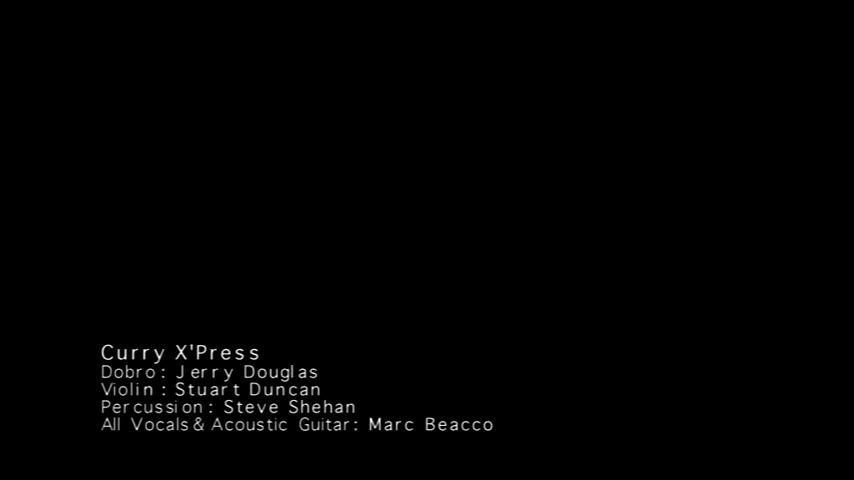 Curry X'Press
Dobro: Jerry Douglas
Violin : Stuart Duncan
Percussion: Steve Shehan
All Vocals & Acoustic Guitar: Marc Beacco